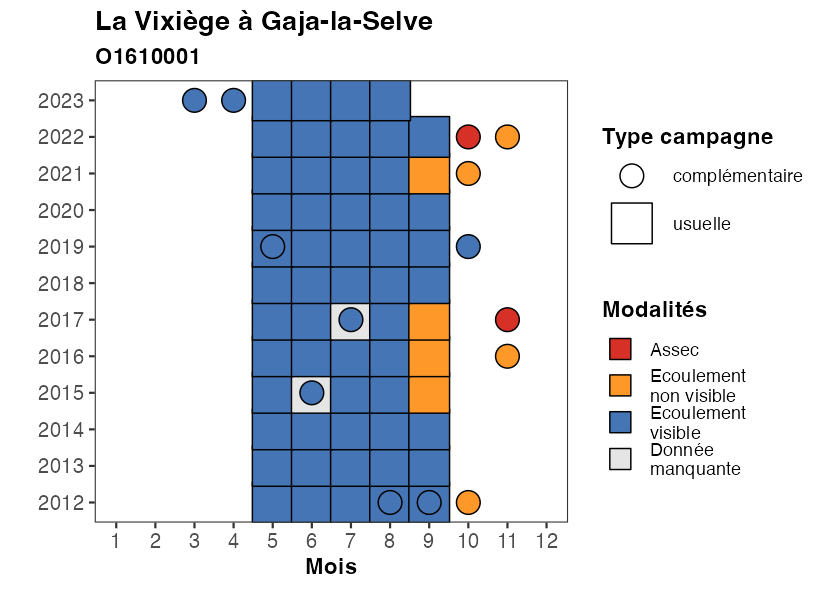 La Vixiège à Gaja-la-Selve
O1610001
2023
2022
2021
2020
2019
2018
2017
2016
2015
2014
2013
2012
1 2 3 4 5 6 7 8 9 10 11 12
Mois
Type campagne
complémentaire
usuelle
Modalités
Assec
Ecoulement
non visible
Ecoulement
visible
Donnée
manquante